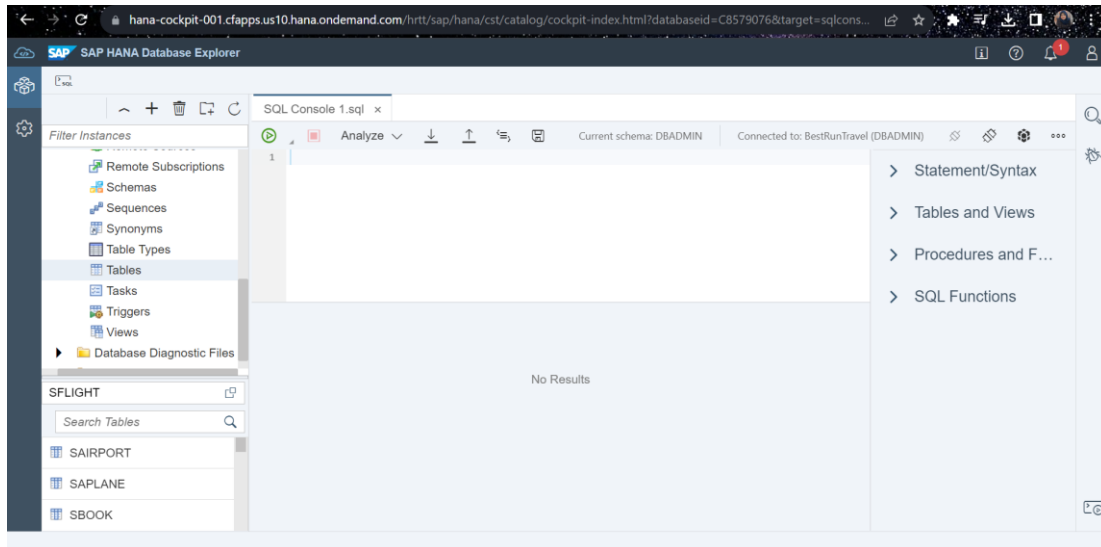 hana-cockpit-001.cfapps.us10.hana.ondemand.com/hrtt/sap/hana/cst/catalog/cockpit-index.html?databaseid=C8579076&target=sqlcons...
SAP SAP HANA Database Explorer
1
SQL
SQL Console 1.sql ×
Filter Instances
Analyze
Current schema: DBADMIN
Connected to: BestRunTravel (DBADMIN)
1
Remote Subscriptions
Schemas
Sequences
Synonyms
Table Types
Tables
Tasks
Triggers
Views
Database Diagnostic Files
Statement/Syntax
Tables and Views
Procedures and F...
SQL Functions
No Results
SFLIGHT
Search Tables
SAIRPORT
SAPLANE
SBOOK